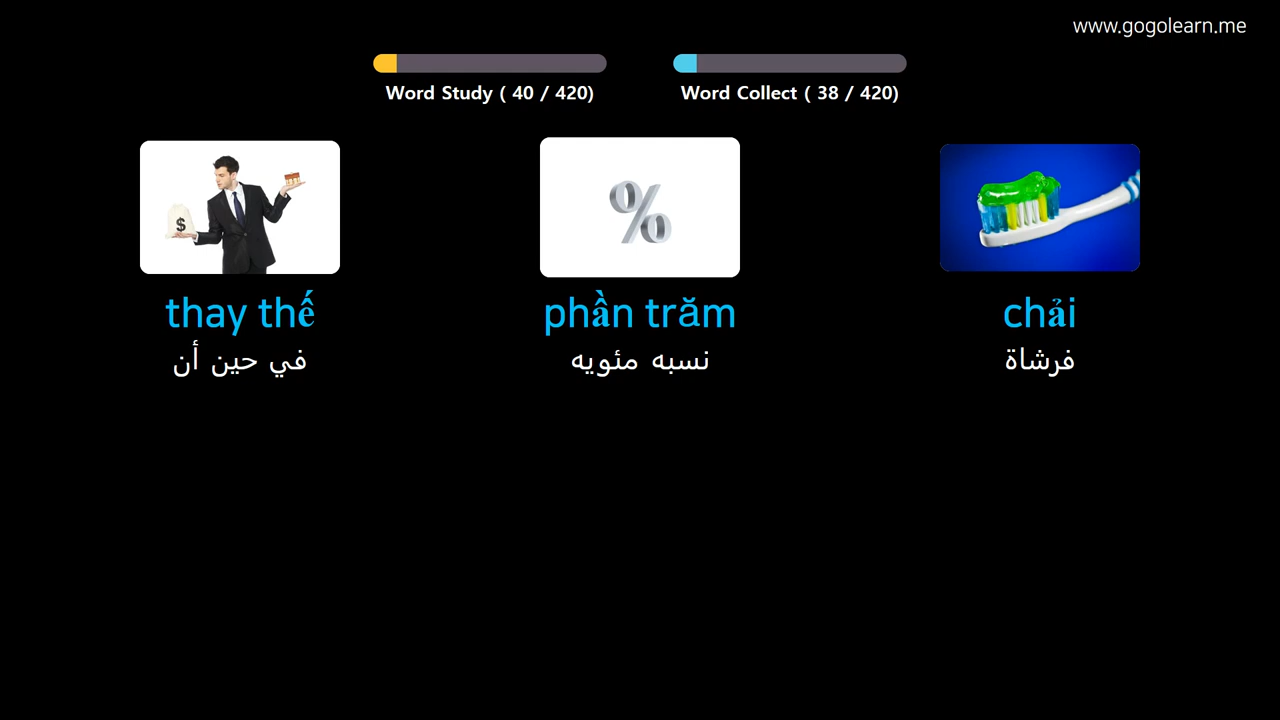 www.gogolearn.me
Word Study ( 40 / 420)
Word Collect ( 38 / 420)
$
%
thay thế
phần trăm
chải
في حين أن
نسبه مئويه
فرشاة